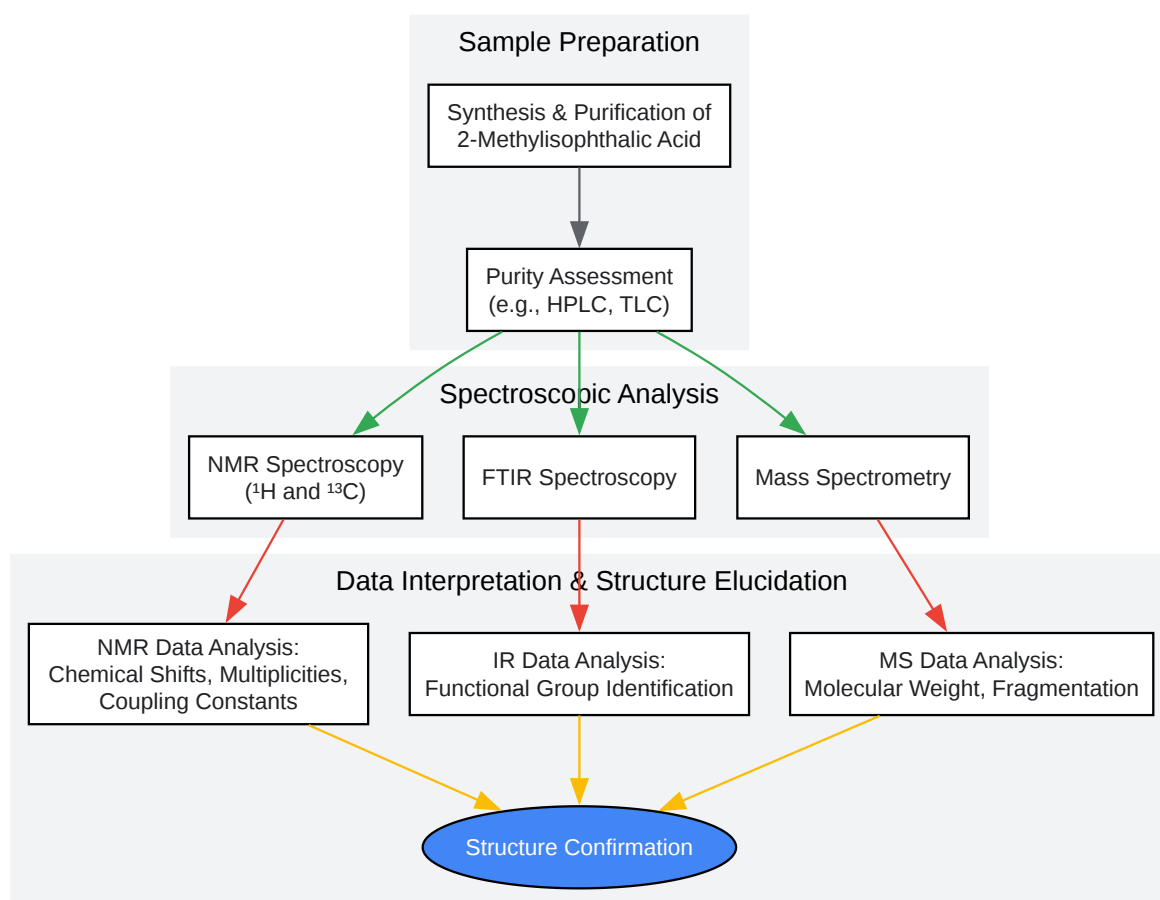 Sample Preparation
Synthesis & Purification of
2-Methylisophthalic Acid
Purity Assessment
(e.g., HPLC, TLC)
Spectroscopic Analysis
NMR Spectroscopy
(¹H and ¹³C)
FTIR Spectroscopy
Mass Spectrometry
Data Interpretation & Structure Elucidation
NMR Data Analysis:
Chemical Shifts, Multiplicities,
Coupling Constants
IR Data Analysis:
Functional Group Identification
MS Data Analysis:
Molecular Weight, Fragmentation
Structure Confirmation